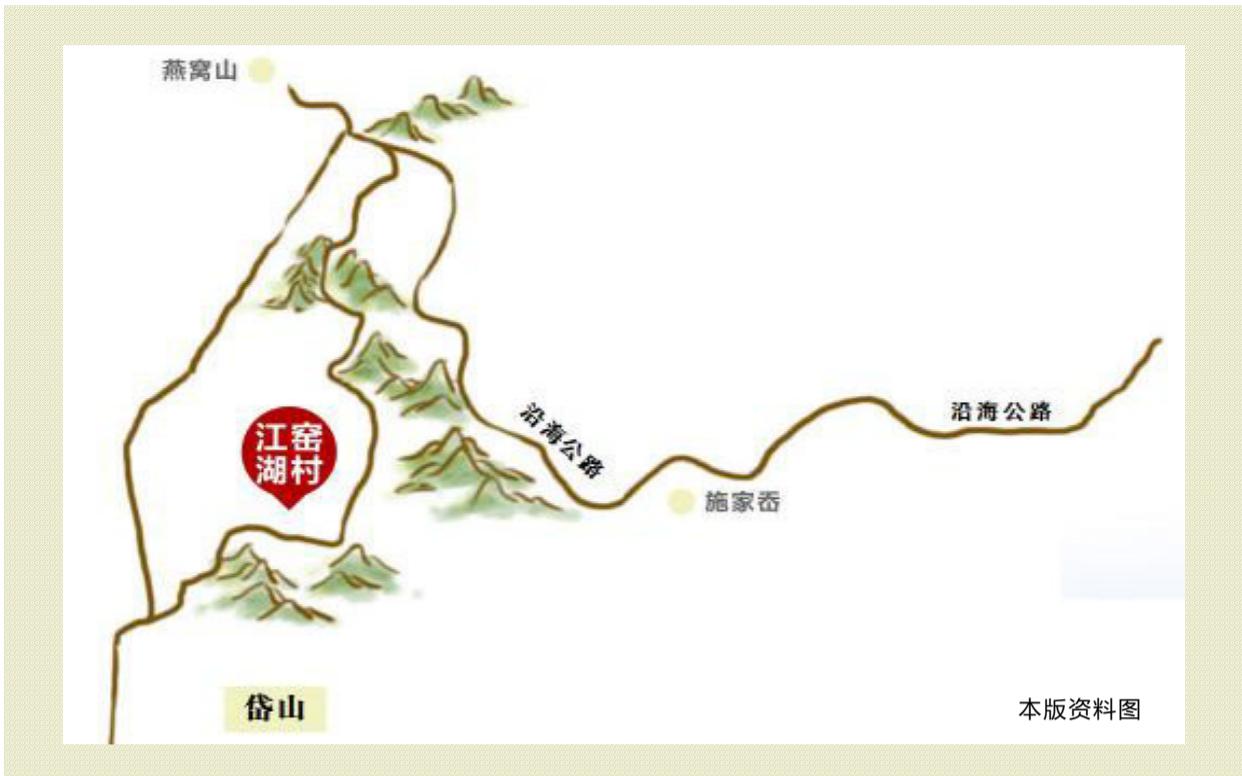 燕窝山
江窑
湖村
沿海公路
沿海公路
施家岙
岱山
本版资料图